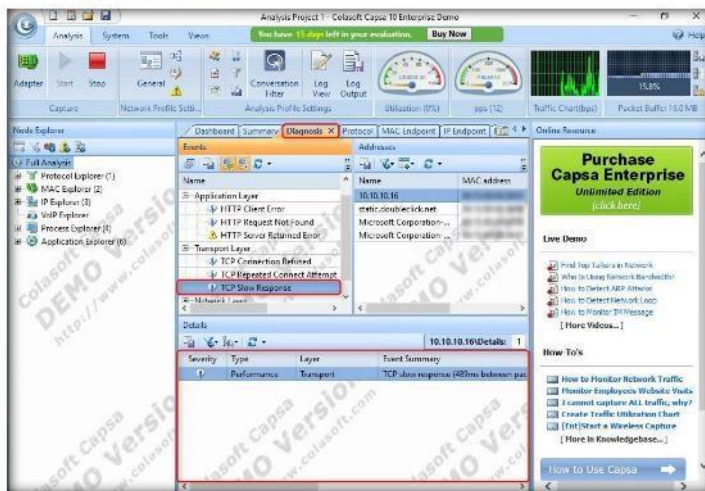 Analysis Project 1 - Colasoft Capsa 10 Enterprise Demo
Analysis System Tools Views
You have 15 days left in your evaluation. Buy Now
Help
Adapter Start Stop
General
Conversation Filter
Log View
Log Output
Capture
Network Profile Setti...
Analysis Profile Settings
Utilization (0%)
pps (12)
Traffic Chart(bps)
15.8%
Packet Buffer 16.0 MB
Node Explorer
Full Analysis
Protocol Explorer (1)
MAC Explorer (2)
IP Explorer (3)
VoIP Explorer
Process Explorer (4)
Application Explorer (6)
Dashboard Summary Diagnosis Protocol MAC Endpoint IP Endpoint
Events
Name
Application Layer
HTTP Client Error
HTTP Request Not Found
HTTP Server Returned Error
Transport Layer
TCP Connection Refused
TCP Repeated Connect Attempt
TCP Slow Response
Network Layer
Addresses
Name MAC address
10.10.10.16
static.doubleclick.net
Microsoft Corporation-...
Microsoft Corporation-...
Details
10.10.10.16\Details: 1
Severity Type Layer Event Summary
Performance Transport TCP slow response (489ms between pac
Online Resource
Purchase
Capsa Enterprise
Unlimited Edition
[click here]
Live Demo
Find Top Talkers in Network
Who Is Using Network Bandwidth?
How to Detect ARP Attacks
How to Detect Network Loop
How to Monitor IM Message
[ More Videos... ]
How To's
How to Monitor Network Traffic
Monitor Employees Website Visits
I cannot capture ALL traffic, why?
Create Traffic Utilization Chart
[Ent]Start a Wireless Capture
[ More in Knowledgebase... ]
How to Use Capsa
Colasoft Capsa
DEMO Version
http://www.colasoft.com